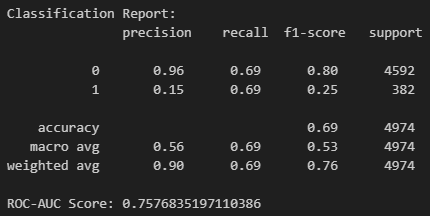 Classification Report:
precision recall f1-score support
0 0.96 0.69 0.80 4592
1 0.15 0.69 0.25 382
accuracy 0.69 4974
macro avg 0.56 0.69 0.53 4974
weighted avg 0.90 0.69 0.76 4974
ROC-AUC Score: 0.7576835197110386